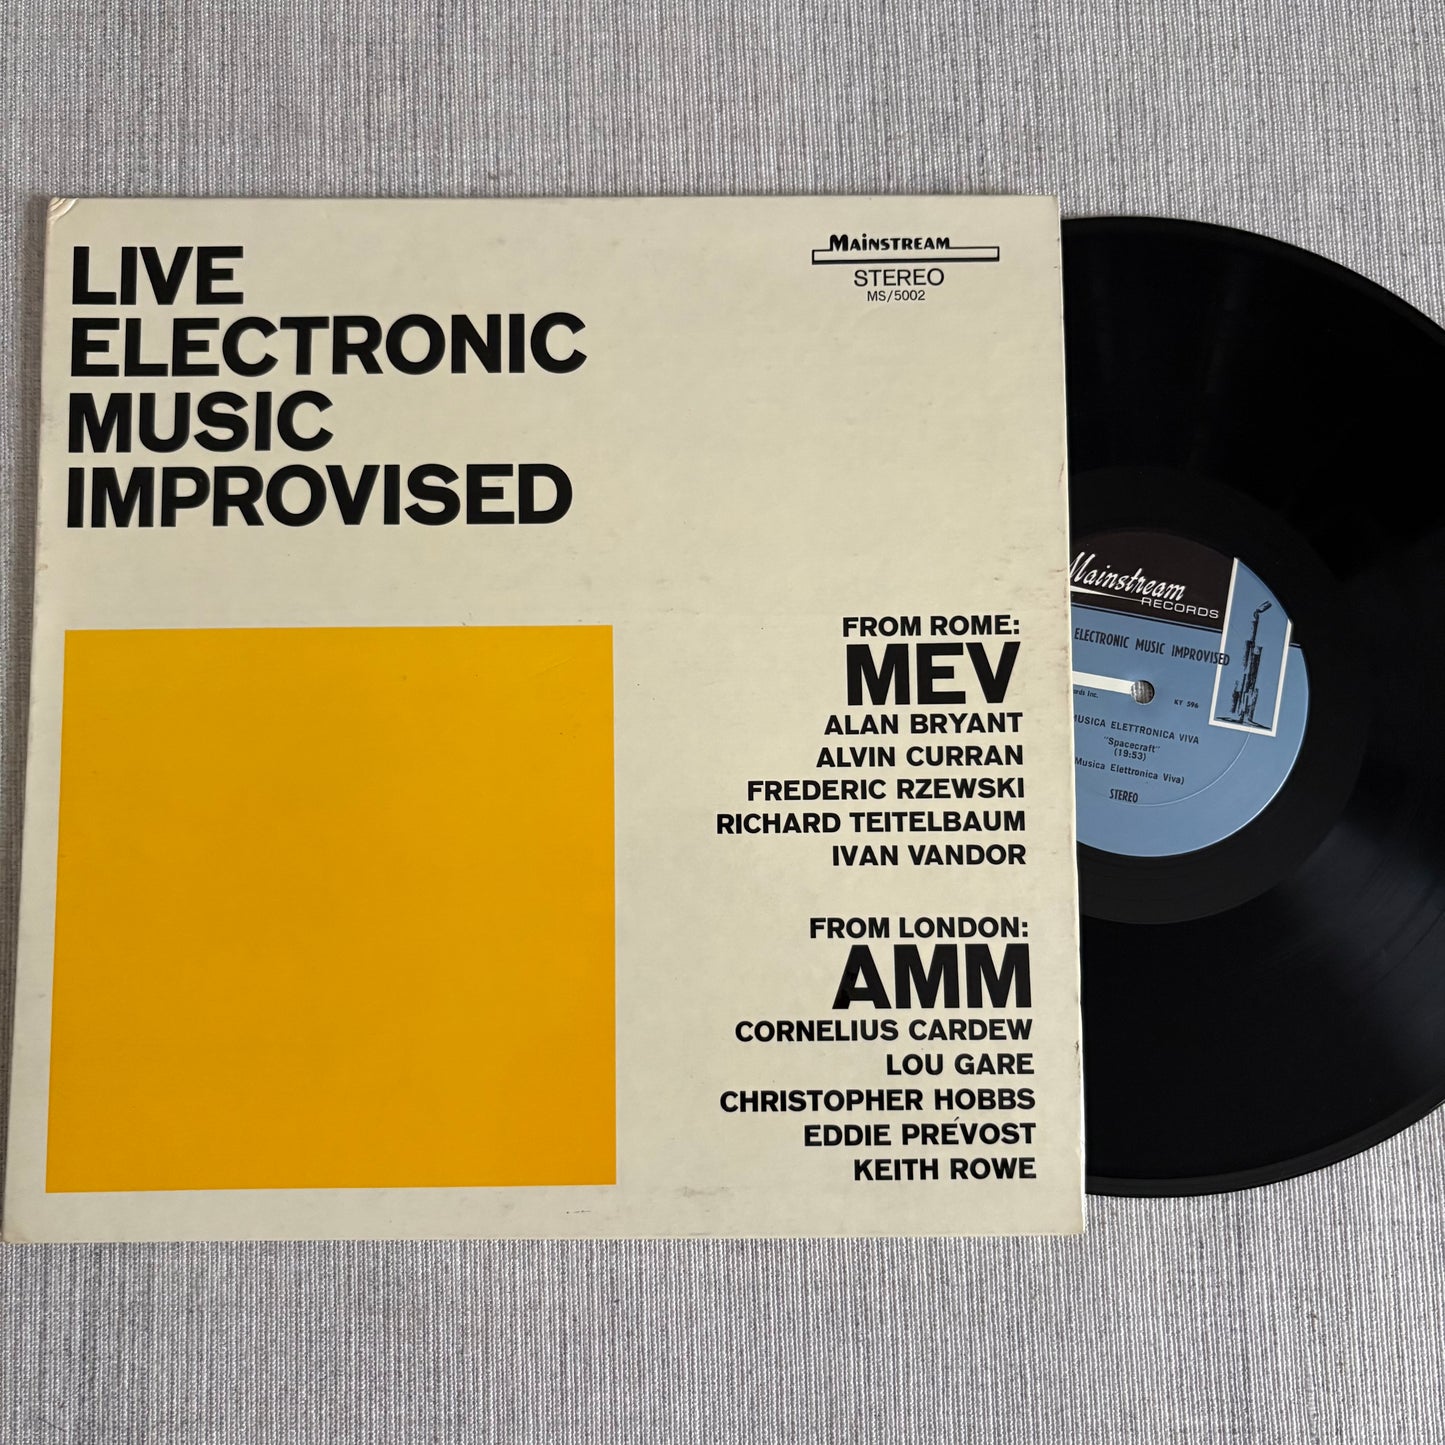 LIVE
ELECTRONIC
MUSIC
IMPROVISED
MAINSTREAM
STEREO
MS/5002
FROM ROME:
MEV
ALAN BRYANT
ALVIN CURRAN
FREDERIC RZEWSKI
RICHARD TEITELBAUM
IVAN VANDOR
FROM LONDON:
AMM
CORNELIUS CARDEW
LOU GARE
CHRISTOPHER HOBBS
EDDIE PRÉVOST
KEITH ROWE
Mainstream
RECORDS
ELECTRONIC MUSIC IMPROVISED
Inc.
KY 596
MUSICA ELETTRONICA VIVA
"Spacecraft"
(19:53)
Musica Elettronica Viva)
STEREO